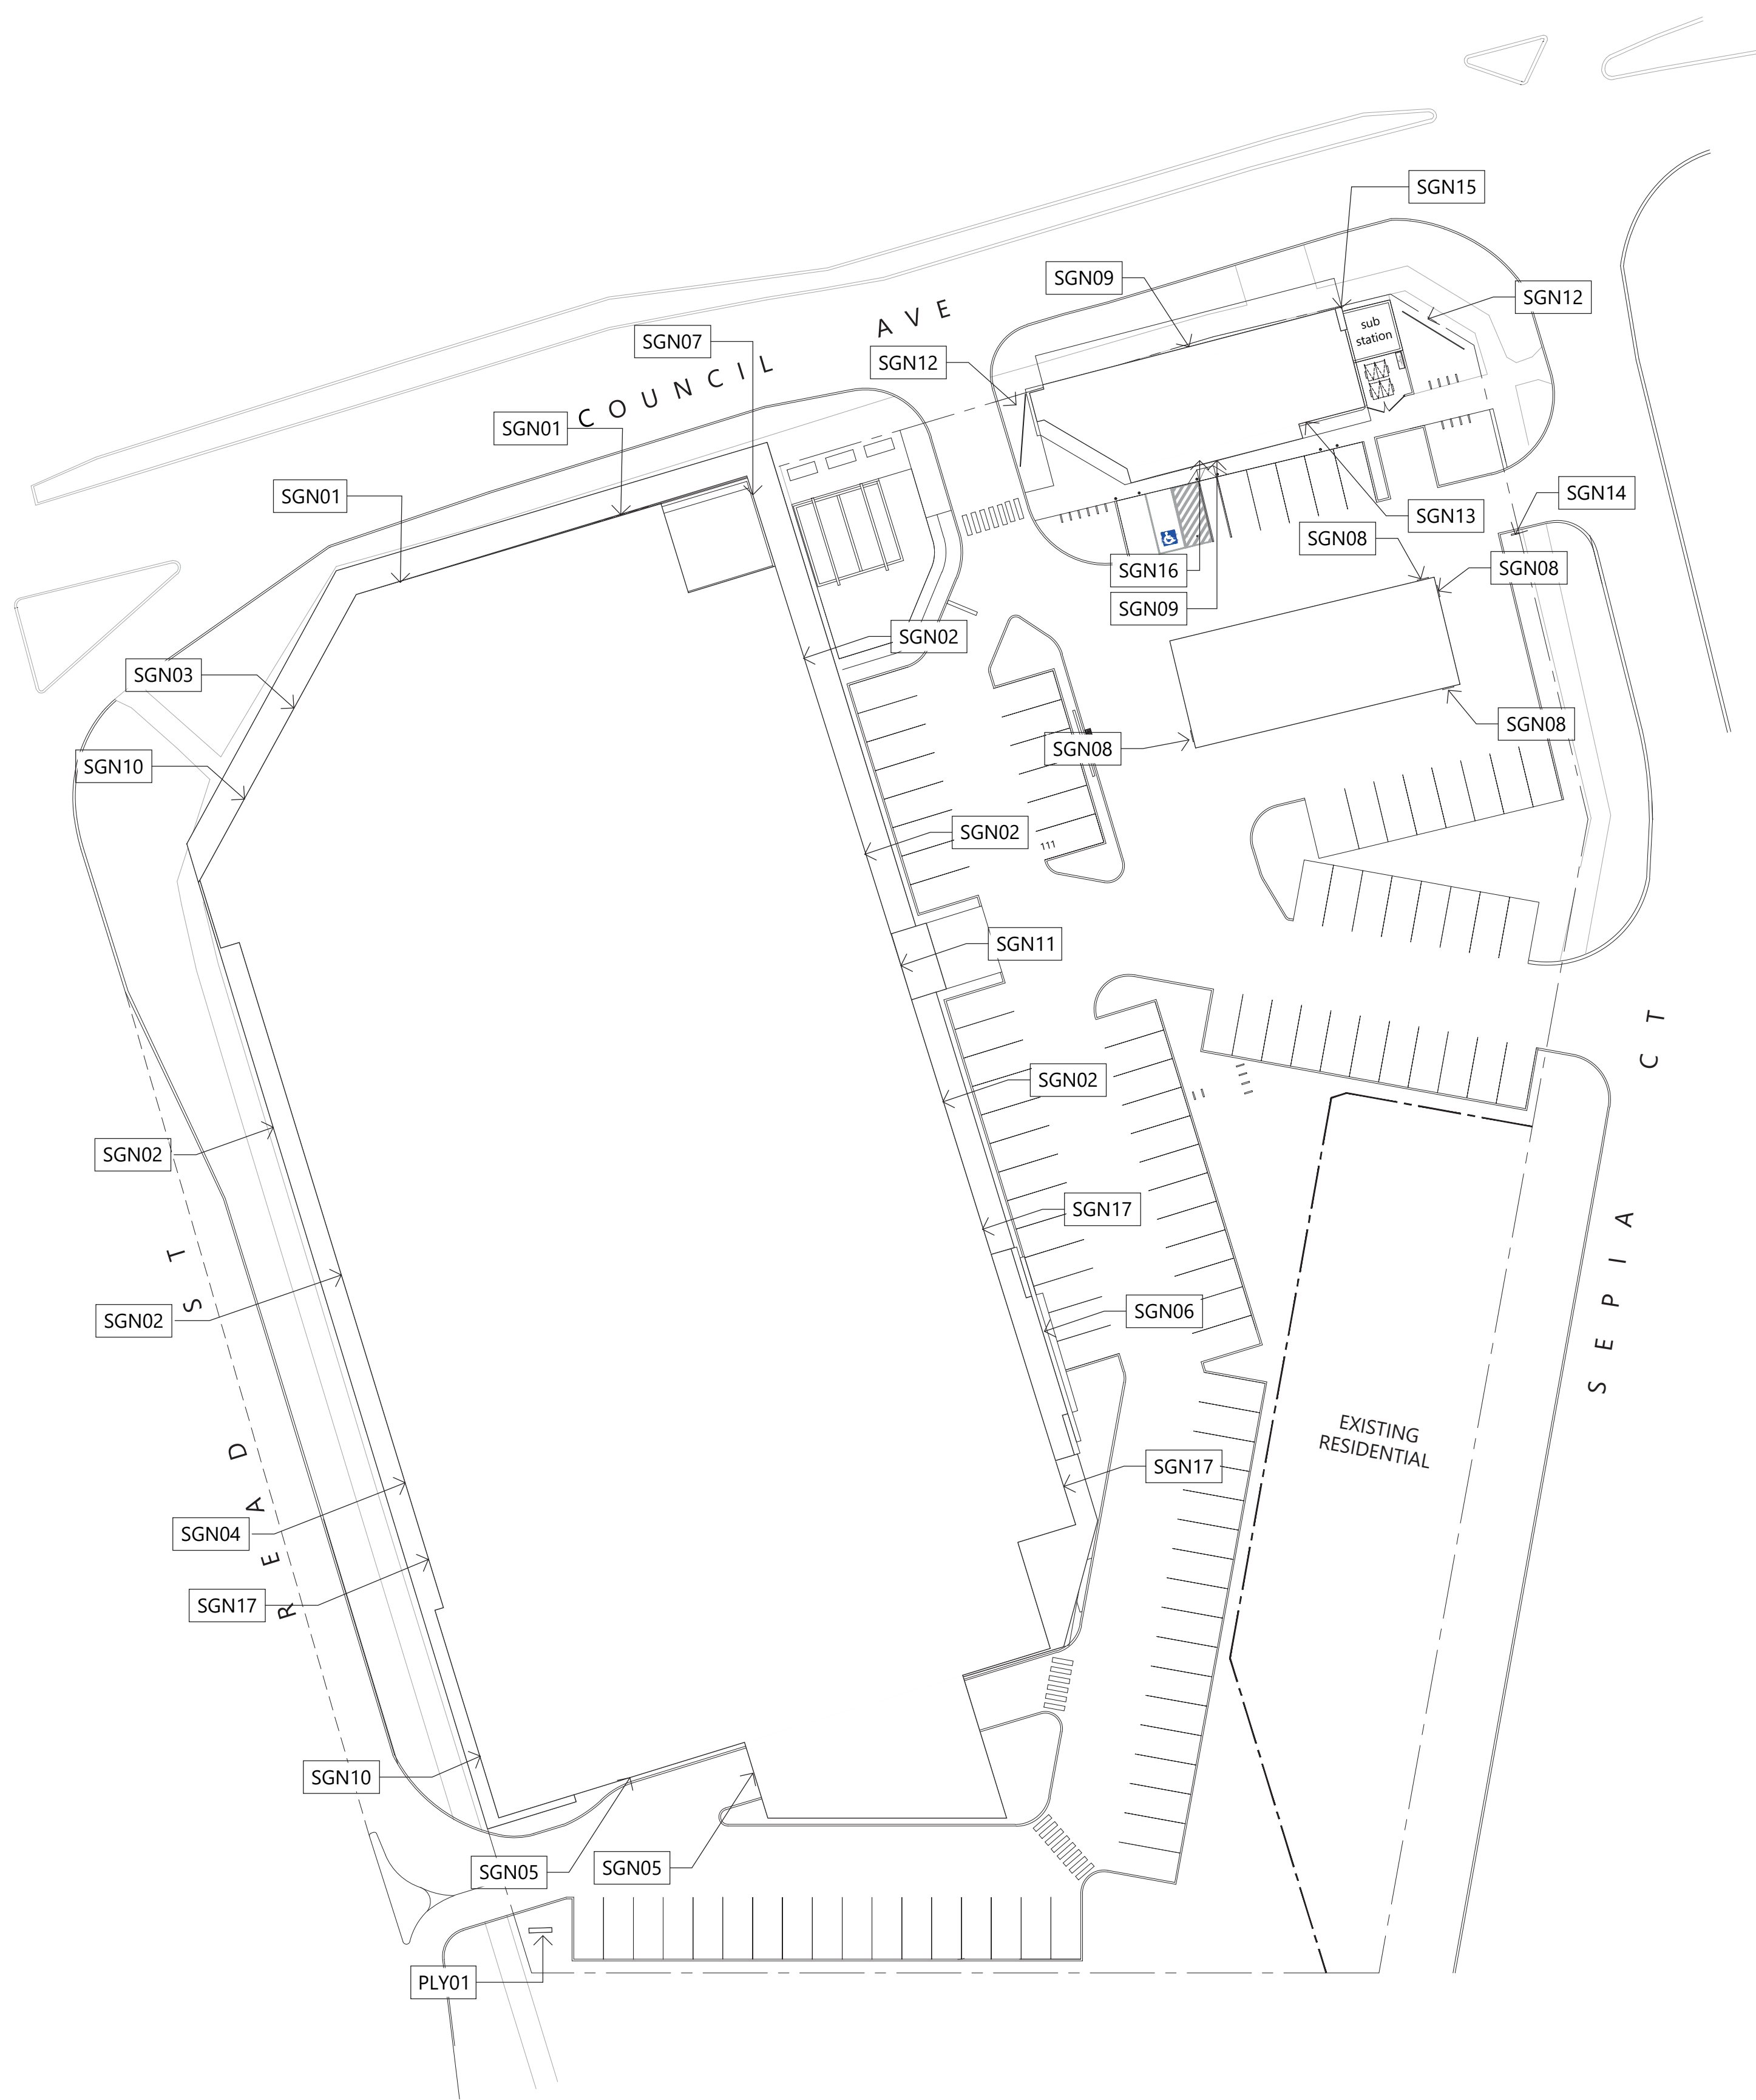 SGN15
SGN09
SGN12
sub
station
COUNCIL AVE
SGN07
SGN12
SGN01
SGN01
SGN14
SGN13
SGN08
SGN08
SGN16
SGN09
SGN02
SGN03
SGN08
SGN08
SGN10
SGN02
SGN11
SGN02
SGN02
SGN17
SGN02
SGN06
EXISTING
RESIDENTIAL
SEPIA CT
SGN17
SGN04
READ ST
SGN17
SGN10
SGN05
SGN05
PLY01